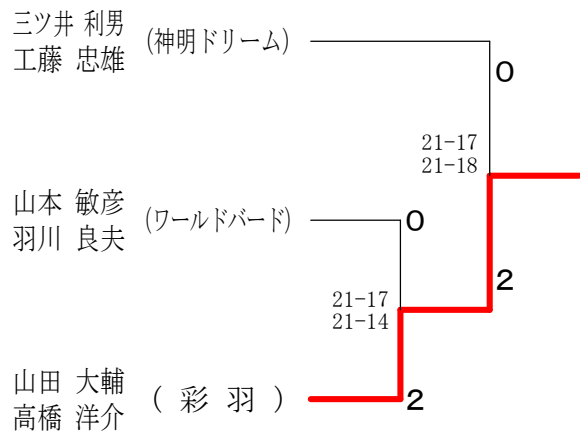 三ツ井 利男
工藤 忠雄
(神明ドリーム)
0
21-17
21-18
山本 敏彦
羽川 良夫
(ワールドバード)
0
2
21-17
21-14
山田 大輔
高橋 洋介
( 彩 羽 )
2